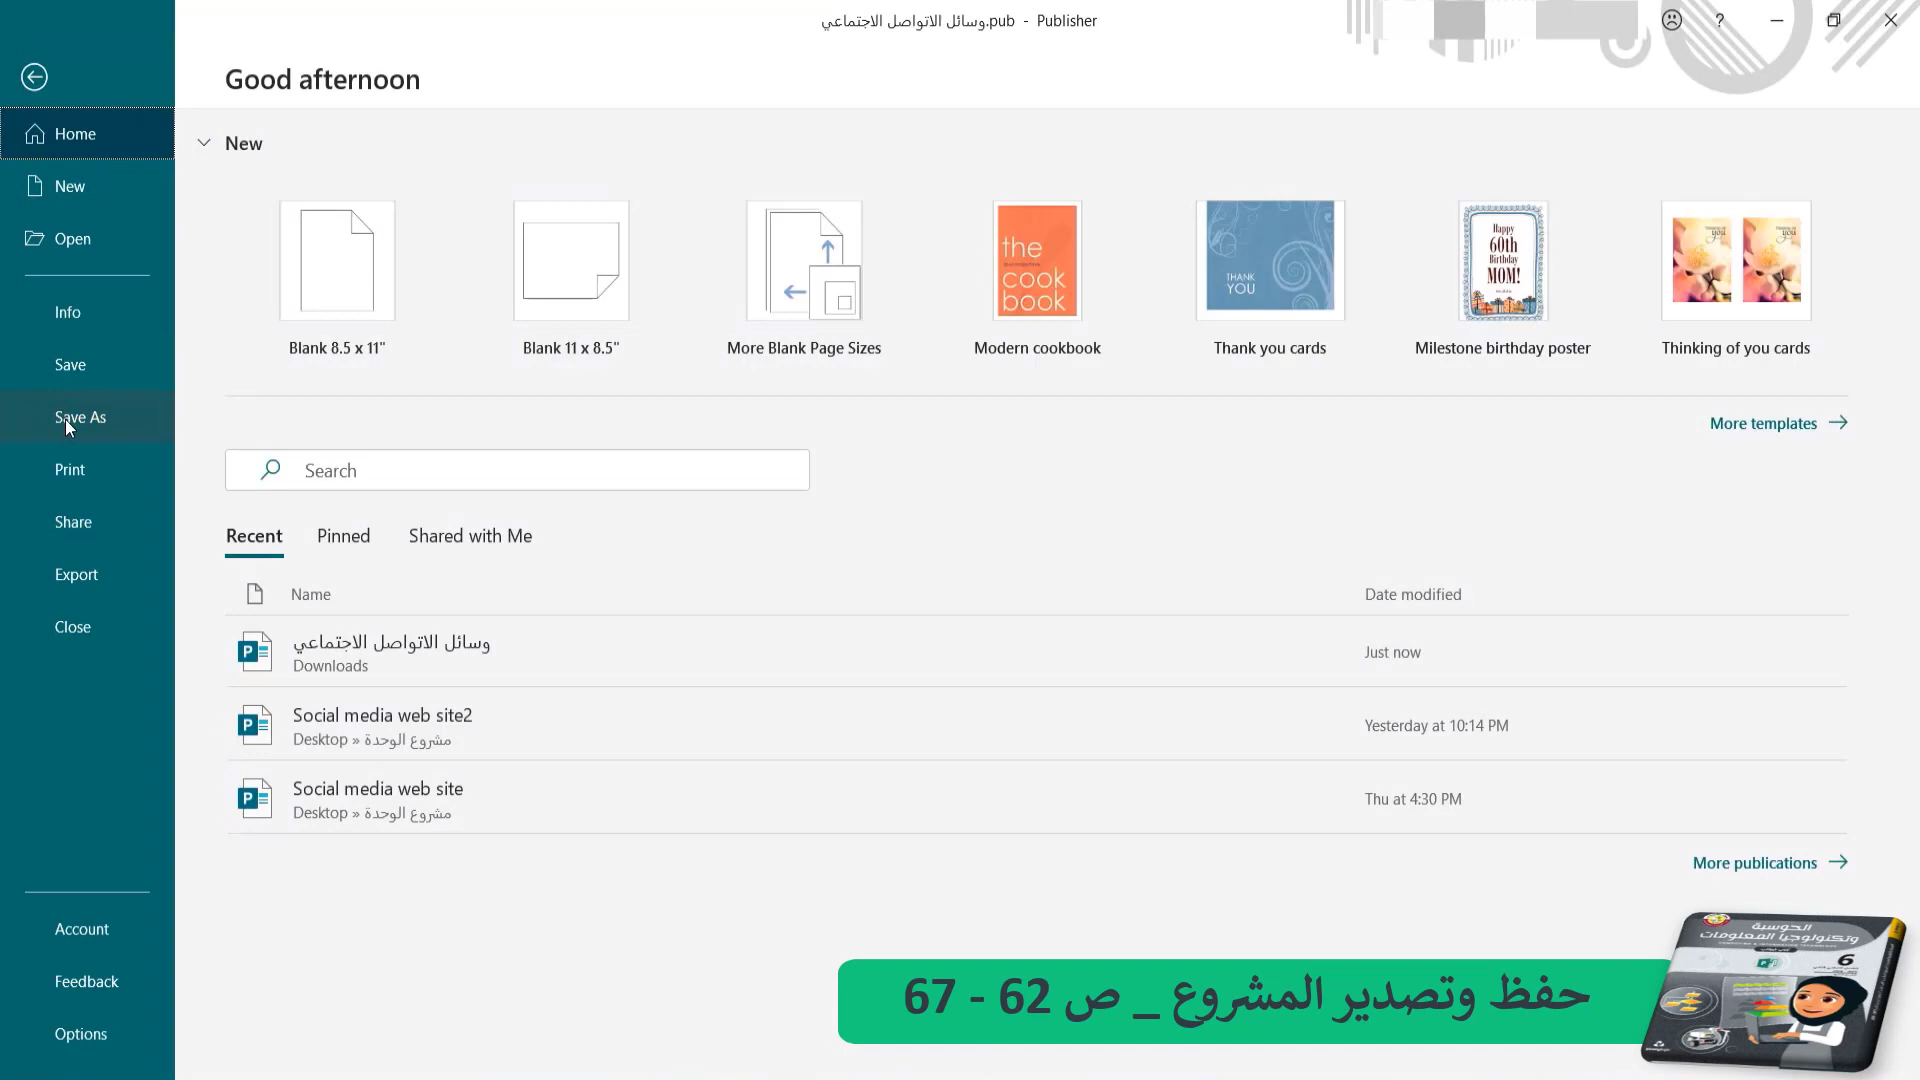 وسائل الاتواصل الاجتماعي.pub - Publisher
?
Good afternoon
Home
New
Open
Info
Save
Save As
Print
Share
Export
Close
Account
Feedback
Options
New
the
cook
book
THANK
YOU
Happy
60th
Birthday
MOM!
Blank 8.5 x 11"
Blank 11 x 8.5"
More Blank Page Sizes
Modern cookbook
Thank you cards
Milestone birthday poster
Thinking of you cards
More templates
Search
Recent
Pinned
Shared with Me
Name
Date modified
وسائل الاتواصل الاجتماعي
Downloads
Just now
Social media web site2
Desktop » مشروع الوحدة
Yesterday at 10:14 PM
Social media web site
Desktop » مشروع الوحدة
Thu at 4:30 PM
More publications
حفظ وتصدير المشروع _ ص 62 - 67
الحوسبة
وتكنولوجيا المعلومات
6